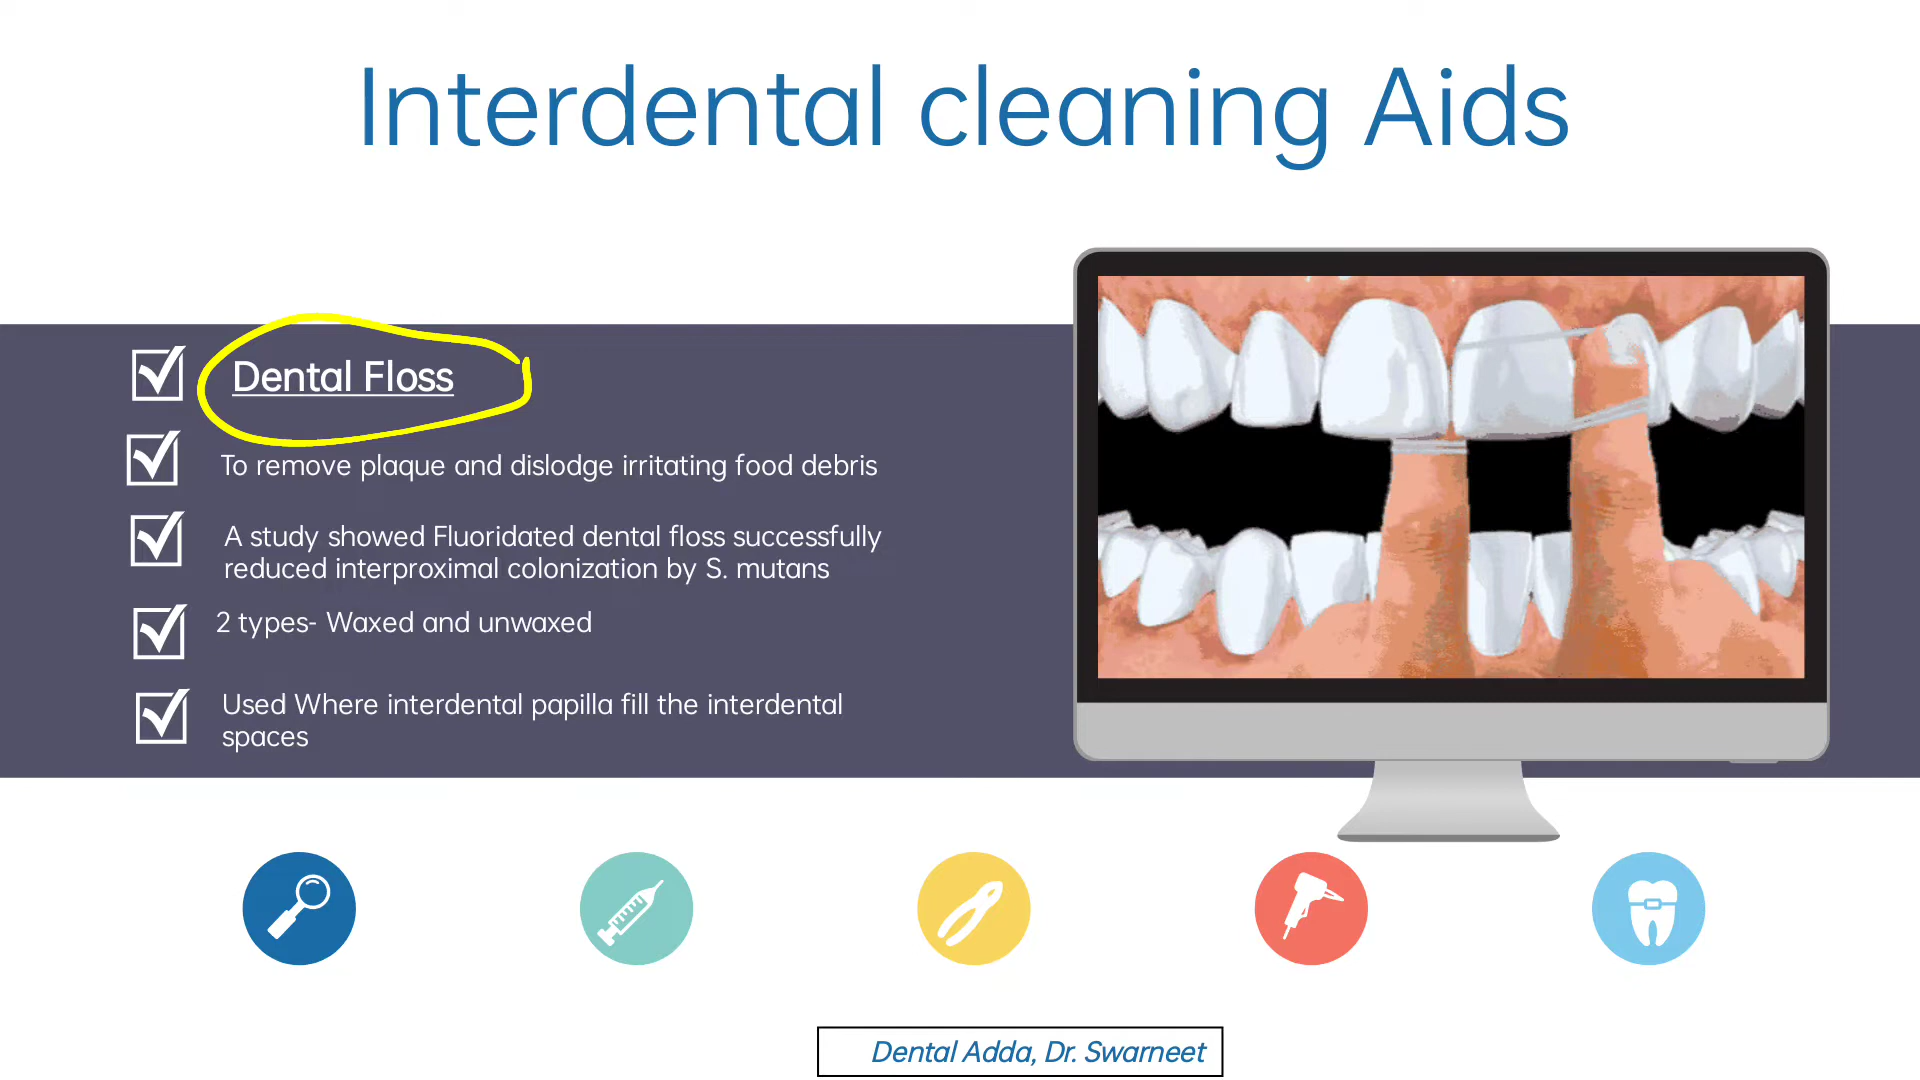 Interdental cleaning Aids
Dental Floss
To remove plaque and dislodge irritating food debris
A study showed Fluoridated dental floss successfully
reduced interproximal colonization by S. mutans
2 types- Waxed and unwaxed
Used Where interdental papilla fill the interdental
spaces
Dental Adda, Dr. Swarneet